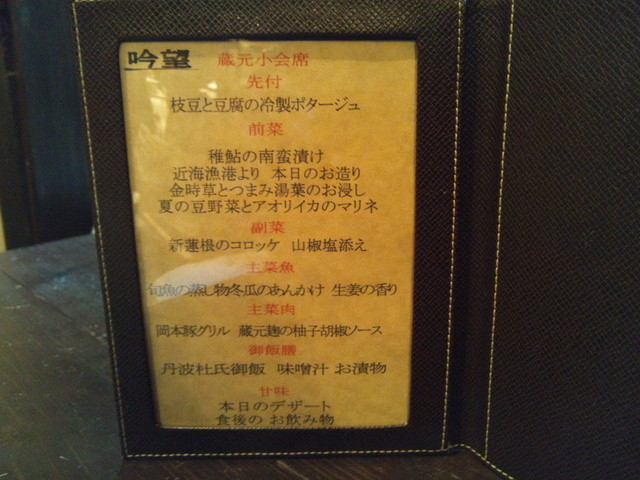 吟望 蔵元小会席
先付
枝豆と豆腐の冷製ポタージュ
前菜
稚鮎の南蛮漬け
近海漁港より 本日のお造り
金時草とつまみ湯葉のお浸し
夏の豆野菜とアオリイカのマリネ
副菜
新蓮根のコロッケ 山椒塩添え
主菜魚
旬魚の蒸し物冬瓜のあんかけ 生姜の香り
主菜肉
岡本豚グリル 蔵元麹の柚子胡椒ソース
御飯膳
丹波杜氏御飯 味噌汁 お漬物
甘味
本日のデザート
食後の お飲み物